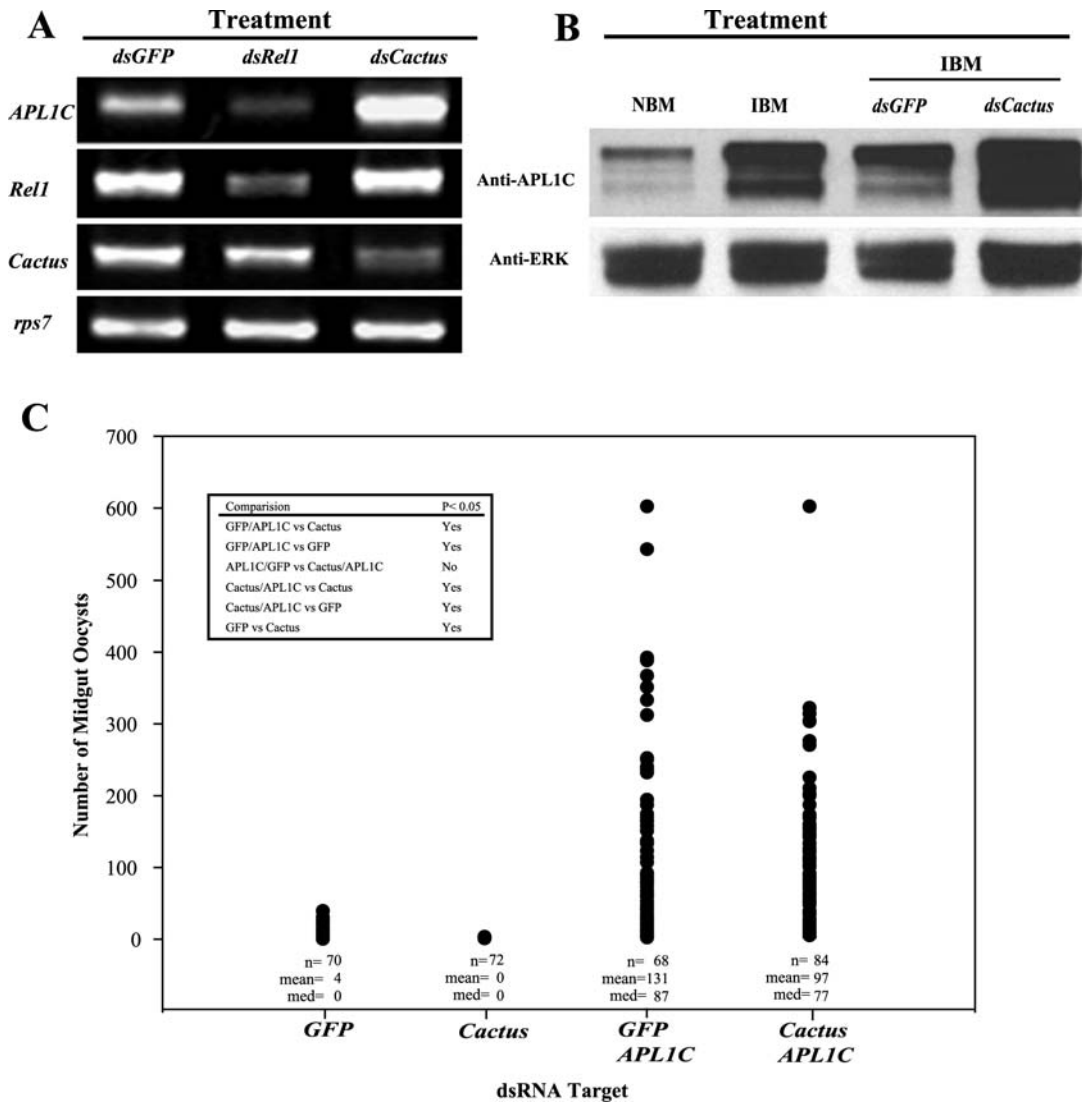 A
Treatment
dsGFP dsRel1 dsCactus
APL1C
Rel1
Cactus
rps7
B
Treatment
IBM
NBM IBM dsGFP dsCactus
Anti-APL1C
Anti-ERK
C
700
600
500
400
300
200
100
0
Number of Midgut Oocysts
Comparision P< 0.05
GFP/APL1C vs Cactus Yes
GFP/APL1C vs GFP Yes
APL1C/GFP vs Cactus/APL1C No
Cactus/APL1C vs Cactus Yes
Cactus/APL1C vs GFP Yes
GFP vs Cactus Yes
n= 70 n= 72 n= 68 n= 84
mean= 4 mean= 0 mean=131 mean= 97
med= 0 med= 0 med= 87 med= 77
GFP Cactus GFP Cactus
APL1C APL1C
dsRNA Target